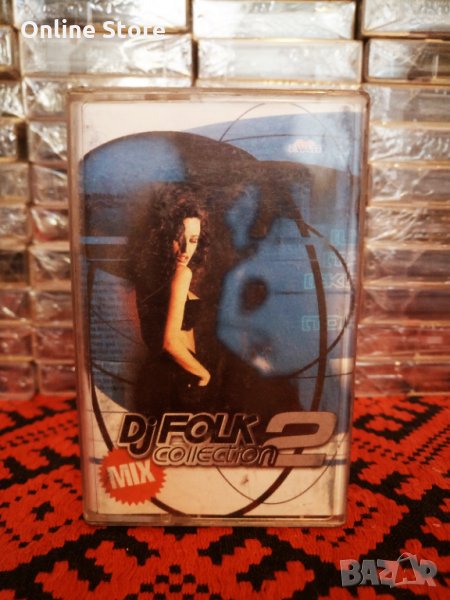 Online Store
Dj FOLK
collection 2
MIX
BAZAR